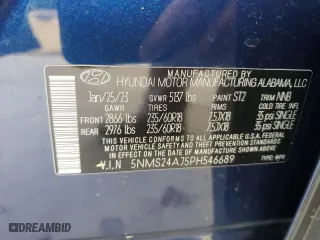 MANUFACTURED BY
HYUNDAI MOTOR MANUFACTURING ALABAMA, LLC
Jan/25/23 GVWR 5137 lbs PAINT ST2 TRIM NNB
GAWR TIRES RIMS COLD TIRE
FRONT 2866 lbs 235/60R18 7.5JX18 35 psi SINGLE
REAR 2976 lbs 235/60R18 7.5JX18 35 psi SINGLE
THIS VEHICLE CONFORMS TO ALL APPLICABLE U.S.A. FEDERAL MOTOR
VEHICLE SAFETY BUMPER, AND THEFT PREVENTION STANDARDS IN
EFFECT ON THE DATE OF MANUFACTURE SHOWN ABOVE
V.I.N 5NMS24AJ5PH546689 TYPE: MPV
DCARFROMJAPAN.COM